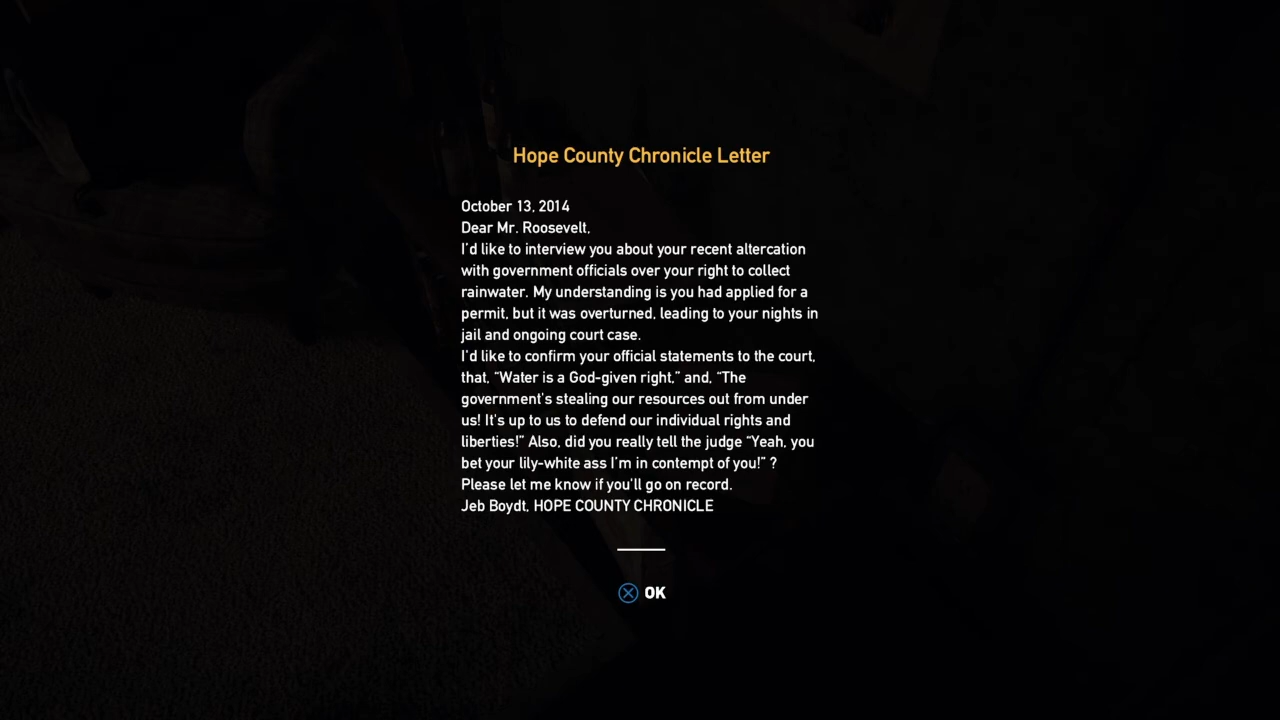 Hope County Chronicle Letter
October 13, 2014
Dear Mr. Roosevelt,
I'd like to interview you about your recent altercation
with government officials over your right to collect
rainwater. My understanding is you had applied for a
permit, but it was overturned, leading to your nights in
jail and ongoing court case.
I'd like to confirm your official statements to the court,
that, “Water is a God-given right,” and, “The
government's stealing our resources out from under
us! It's up to us to defend our individual rights and
liberties!” Also, did you really tell the judge “Yeah, you
bet your lily-white ass I'm in contempt of you!” ?
Please let me know if you'll go on record.
Jeb Boydt, HOPE COUNTY CHRONICLE
OK